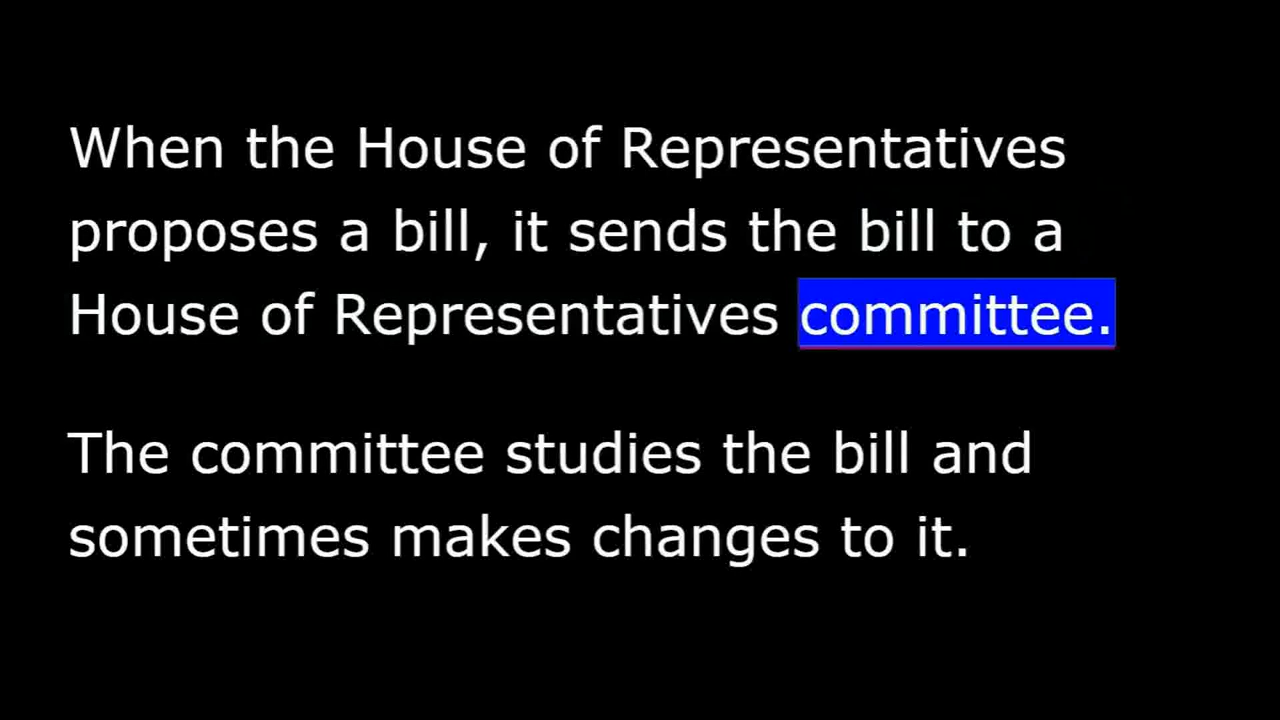 When the House of Representatives
proposes a bill, it sends the bill to a
House of Representatives committee.
The committee studies the bill and
sometimes makes changes to it.